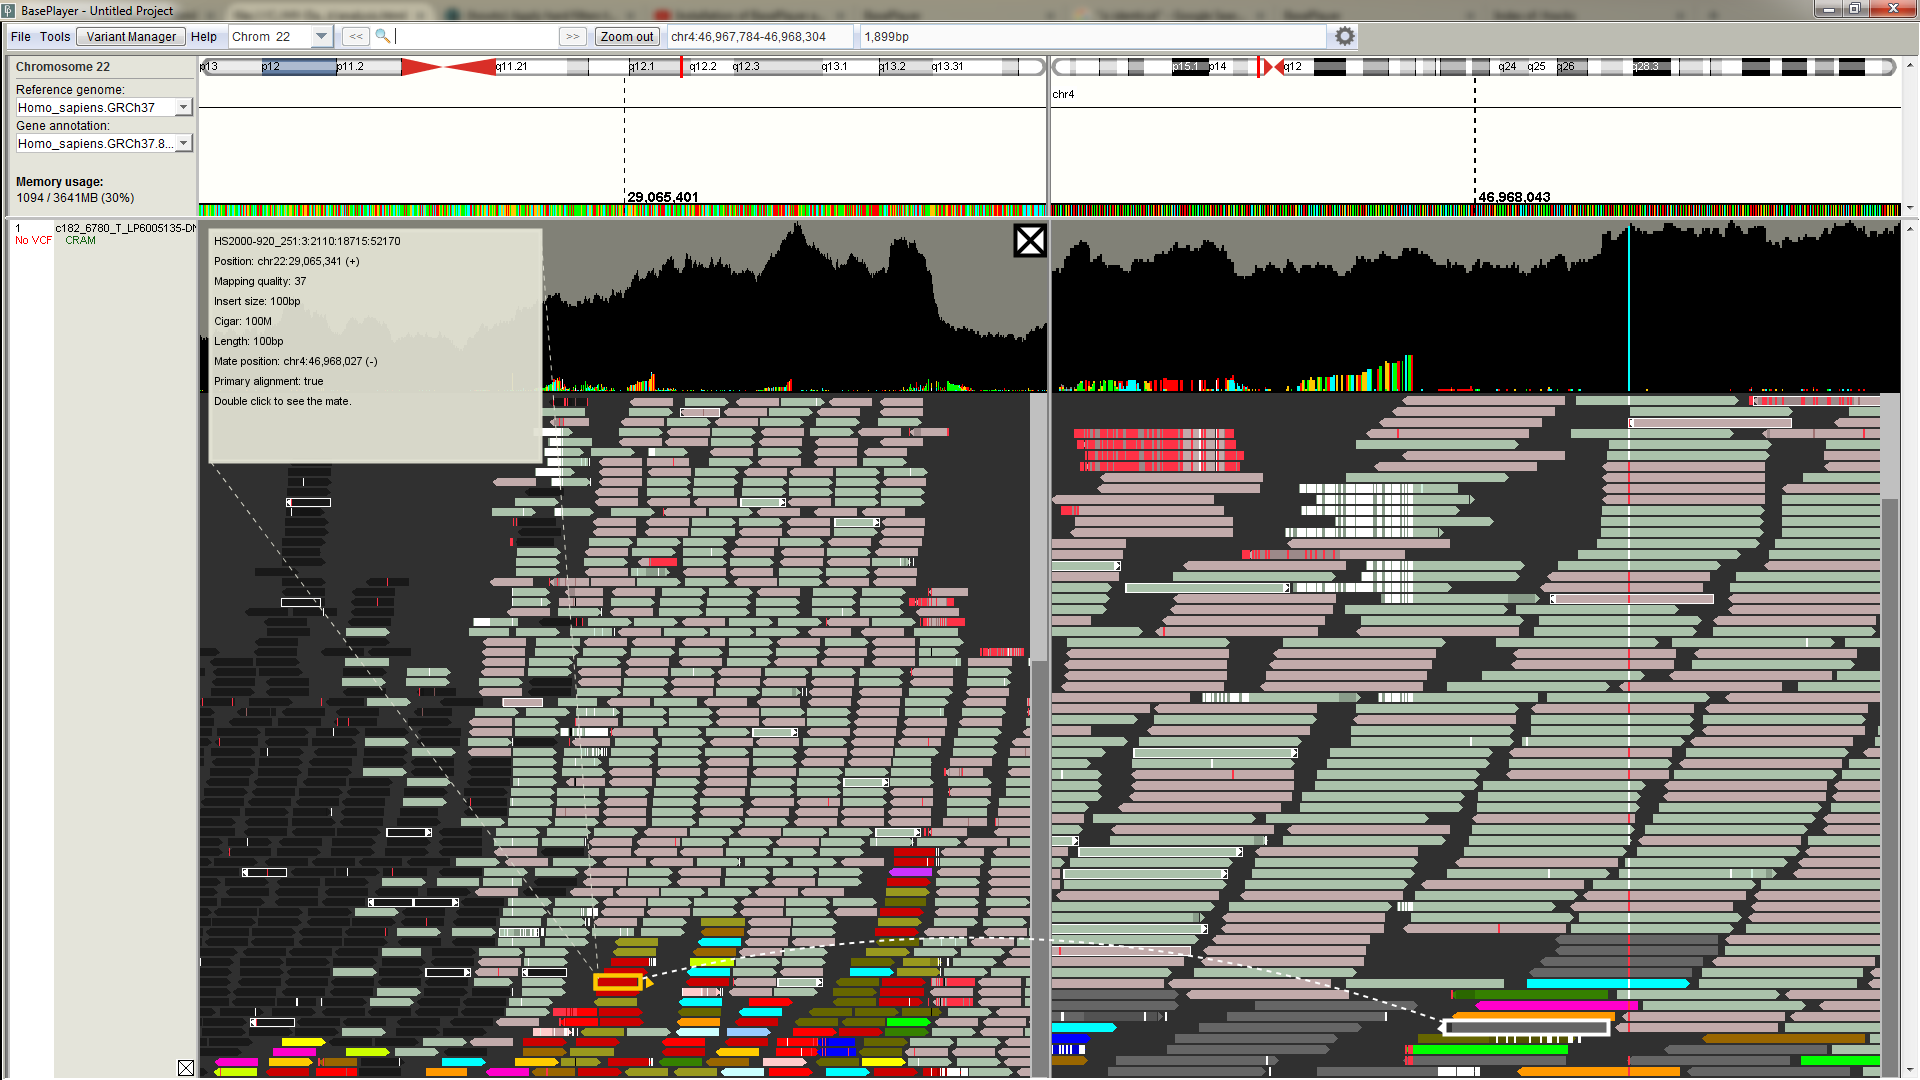 BasePlayer - Untitled Project
File Tools Variant Manager Help Chrom 22 << >> Zoom out chr4:46,967,784-46,968,304 1,899bp
Chromosome 22
Reference genome:
Homo_sapiens.GRCh37
Gene annotation:
Homo_sapiens.GRCh37.8...
Memory usage:
1094 / 3641MB (30%)
p13 p12 p11.2 q11.21 q12.1 q12.2 q12.3 q13.1 q13.2 q13.31
29,065,401
p15.1 p14 q12 q24 q25 q26 q28.3
chr4
46,968,043
1 c182_6780_T_LP6005135-DN
No VCF CRAM
HS2000-920_251:3:2110:18715:52170
Position: chr22:29,065,341 (+)
Mapping quality: 37
Insert size: 100bp
Cigar: 100M
Length: 100bp
Mate position: chr4:46,968,027 (-)
Primary alignment: true
Double click to see the mate.